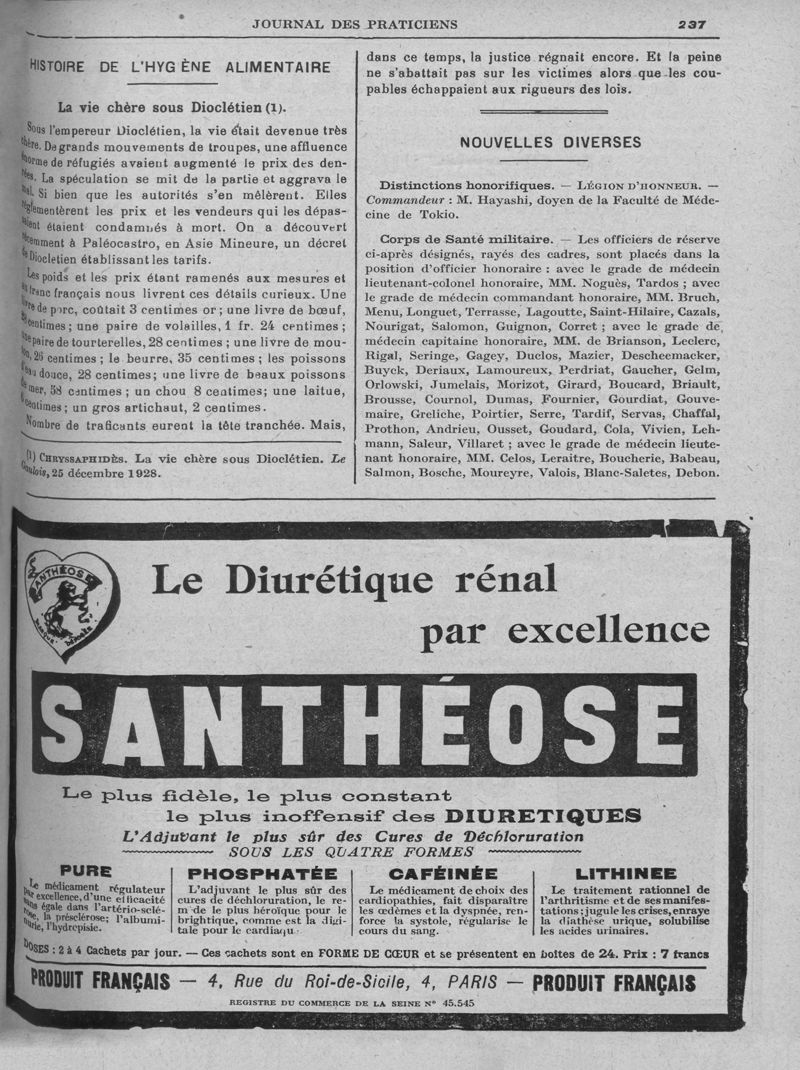 JOURNAL DES PRATICIENS 237
HISTOIRE DE L'HYG ÈNE ALIMENTAIRE
La vie chère sous Dioclétien (1).
Sous l'empereur Dioclétien, la vie était devenue très
chère. De grands mouvements de troupes, une affluence
énorme de réfugiés avaient augmenté le prix des den-
rées. La spéculation se mit de la partie et aggrava le
mal. Si bien que les autorités s'en mêlèrent. Elles
réglementèrent les prix et les vendeurs qui les dépas-
saient étaient condamnés à mort. On a découvert
récemment à Paléocastro, en Asie Mineure, un décret
de Dioclétien établissant les tarifs.
Les poids et les prix étant ramenés aux mesures et
au franc français nous livrent ces détails curieux. Une
livre de porc, coûtait 3 centimes or ; une livre de bœuf,
centimes ; une paire de volailles, 1 fr. 24 centimes ;
une paire de tourterelles, 28 centimes ; une livre de mou-
ton, 26 centimes ; le beurre, 35 centimes ; les poissons
d'eau douce, 28 centimes ; une livre de beaux poissons
de mer, 58 centimes ; un chou 8 centimes; une laitue,
centimes ; un gros artichaut, 2 centimes.
Nombre de traficants eurent la tête tranchée. Mais,
(1) CHRYSSAPHIDÈS. La vie chère sous Dioclétien. Le
Gaulois, 25 décembre 1928.
dans ce temps, la justice régnait encore. Et la peine
ne s'abattait pas sur les victimes alors que les cou-
pables échappaient aux rigueurs des lois.
NOUVELLES DIVERSES
Distinctions honorifiques. — LÉGION D'HONNEUR. —
Commandeur : M. Hayashi, doyen de la Faculté de Méde-
cine de Tokio.
Corps de Santé militaire. — Les officiers de réserve
ci-après désignés, rayés des cadres, sont placés dans la
position d'officier honoraire : avec le grade de médecin
lieutenant-colonel honoraire, MM. Noguès, Tardos ; avec
le grade de médecin commandant honoraire, MM. Bruch,
Menu, Longuet, Terrasse, Lagoutte, Saint-Hilaire, Cazals,
Nourigat, Salomon, Guignon, Corret ; avec le grade de
médecin capitaine honoraire, MM. de Brianson, Leclerc,
Rigal, Seringe, Gagey, Duclos, Mazier, Descheemacker,
Buyck, Deriaux, Lamoureux, Perdriat, Gaucher, Gelm,
Orlowski, Jumelais, Morizot, Girard, Boucard, Briault,
Brousse, Cournol, Dumas, Fournier, Gourdiat, Gouve-
maire, Greliche, Poirtier, Serre, Tardif, Servas, Chaffal,
Prothon, Andrieu, Ousset, Goudard, Cola, Vivien, Leh-
mann, Saleur, Villaret ; avec le grade de médecin lieute-
nant honoraire, MM. Celos, Leraitre, Boucherie, Babeau,
Salmon, Bosche, Moureyre, Valois, Blanc-Saletes, Debon.
SANTHÉOSE
MARQUE DÉPOSÉE
Le Diurétique rénal
par excellence
SANTHÉOSE
Le plus fidèle, le plus constant
le plus inoffensif des DIURETIQUES
L'Adjuvant le plus sûr des Cures de Déchloruration
SOUS LES QUATRE FORMES
PURE
Le médicament régulateur
par excellence, d'une efficacité
sans égale dans l'artério-sclé-
rose, la présclérose; l'albumi-
nurie, l'hydropisie.
PHOSPHATÉE
L'adjuvant le plus sûr des
cures de déchloruration, le re-
mède le plus héroïque pour le
brightique, comme est la digi-
tale pour le cardiaqu
CAFÉINÉE
Le médicament de choix des
cardiopathies, fait disparaître
les œdèmes et la dyspnée, ren-
force la systole, régularise le
cours du sang.
LITHINEE
Le traitement rationnel de
l'arthritisme et de ses manifes-
tations ; jugule les crises, enraye
la diathèse urique, solubilise
les acides urinaires.
DOSES : 2 à 4 Cachets par jour. — Ces cachets sont en FORME DE CŒUR et se présentent en boîtes de 24. Prix : 7 francs
PRODUIT FRANÇAIS — 4, Rue du Roi-de-Sicile, 4, PARIS — PRODUIT FRANÇAIS
REGISTRE DU COMMERCE DE LA SEINE N° 45.545